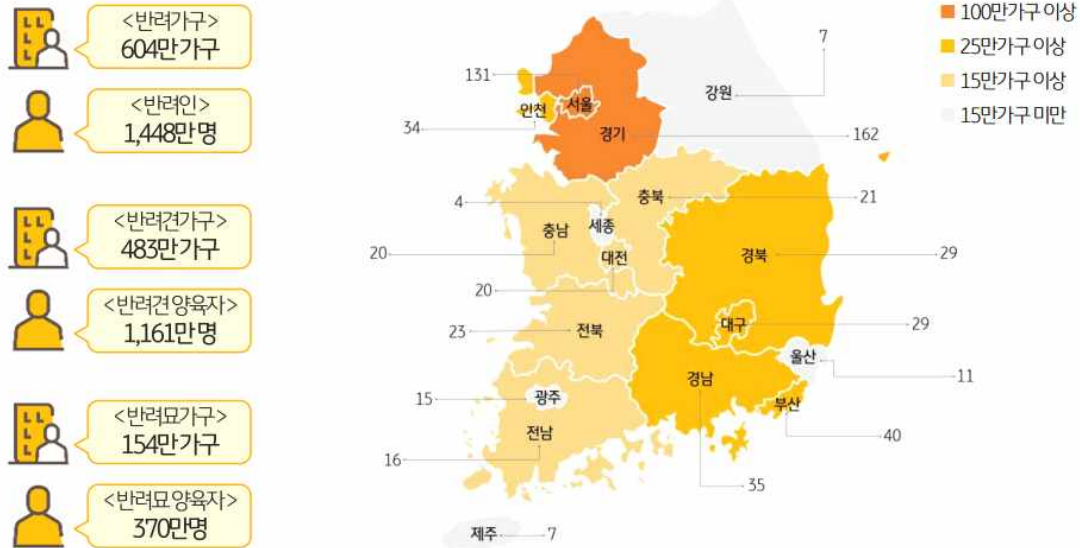 <반려가구>
604만가구
<반려인>
1,448만 명
<반려견가구>
483만가구
<반려견 양육자>
1,161만 명
<반려묘가구>
154만가구
<반려묘 양육자>
370만명
100만가구 이상
25만가구 이상
15만가구 이상
15만가구 미만
7
131
강원
인천
서울
34
경기
162
충북
21
4
세종
충남
경북
20
대전
29
20
대구
29
23
전북
울산
경남
11
15
광주
부산
전남
40
16
35
제주
7